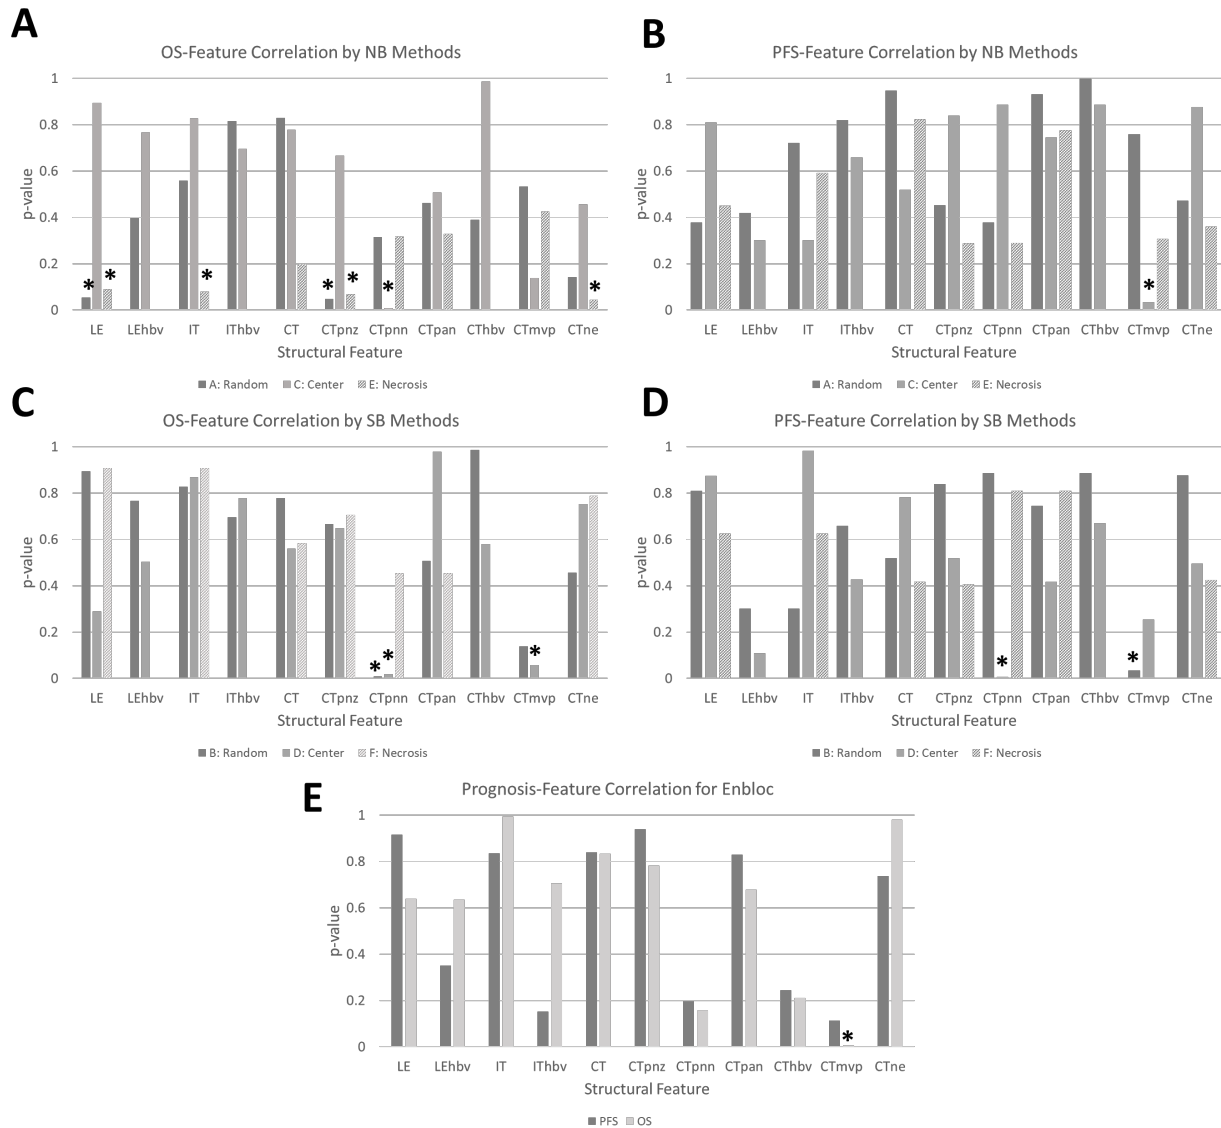 A
OS-Feature Correlation by NB Methods
1
0.8
0.6
0.4
0.2
0
p-value
* * * * * * *
LE LEhbv IT IThbv CT CTpnz CTpnn CTpan CThbv CTmvp CTne
Structural Feature
A: Random C: Center E: Necrosis
B
PFS-Feature Correlation by NB Methods
1
0.8
0.6
0.4
0.2
0
p-value
*
LE LEhbv IT IThbv CT CTpnz CTpnn CTpan CThbv CTmvp CTne
Structural Feature
A: Random C: Center E: Necrosis
C
OS-Feature Correlation by SB Methods
1
0.8
0.6
0.4
0.2
0
p-value
* * *
LE LEhbv IT IThbv CT CTpnz CTpnn CTpan CThbv CTmvp CTne
Structural Feature
B: Random D: Center F: Necrosis
D
PFS-Feature Correlation by SB Methods
1
0.8
0.6
0.4
0.2
0
p-value
* *
LE LEhbv IT IThbv CT CTpnz CTpnn CTpan CThbv CTmvp CTne
Structural Feature
B: Random D: Center F: Necrosis
E
Prognosis-Feature Correlation for Enbloc
1
0.8
0.6
0.4
0.2
0
p-value
*
LE LEhbv IT IThbv CT CTpnz CTpnn CTpan CThbv CTmvp CTne
Structural Feature
PFS OS